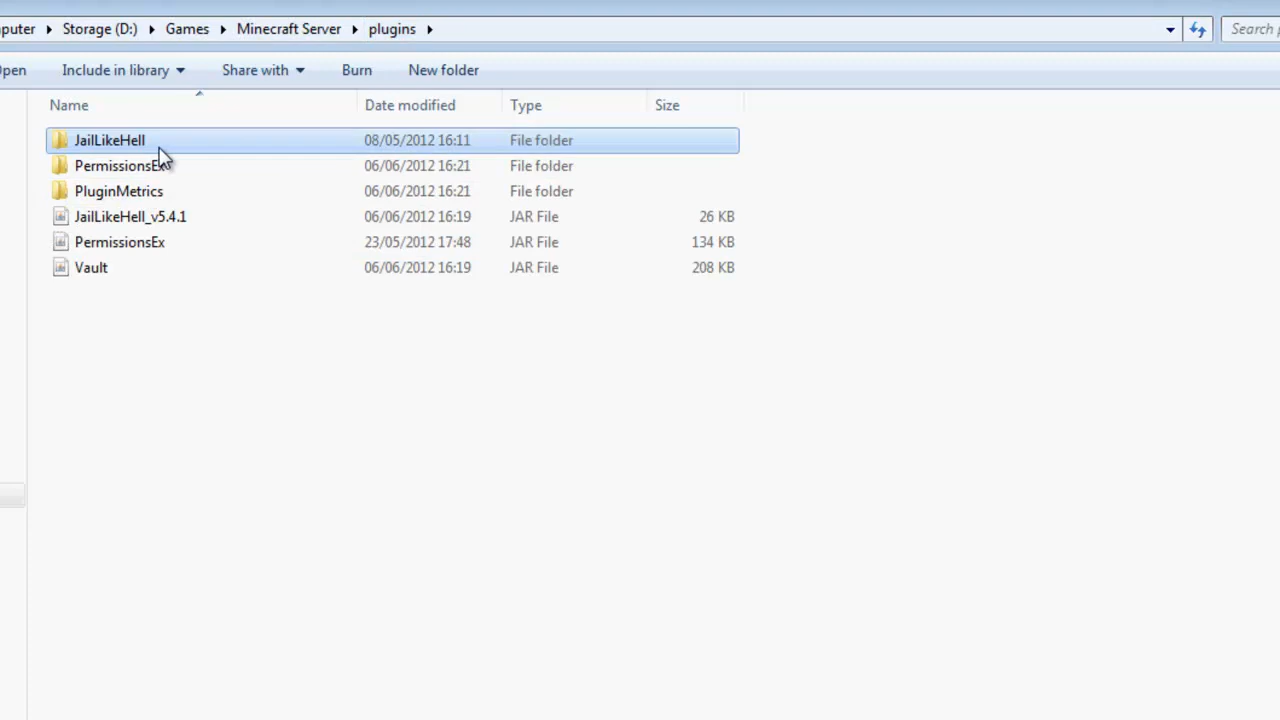 puter Storage (D:) Games Minecraft Server plugins Search p
Open Include in library Share with Burn New folder
Name Date modified Type Size
JailLikeHell 08/05/2012 16:11 File folder
PermissionsEx 06/06/2012 16:21 File folder
PluginMetrics 06/06/2012 16:21 File folder
JailLikeHell_v5.4.1 06/06/2012 16:19 JAR File 26 KB
PermissionsEx 23/05/2012 17:48 JAR File 134 KB
Vault 06/06/2012 16:19 JAR File 208 KB